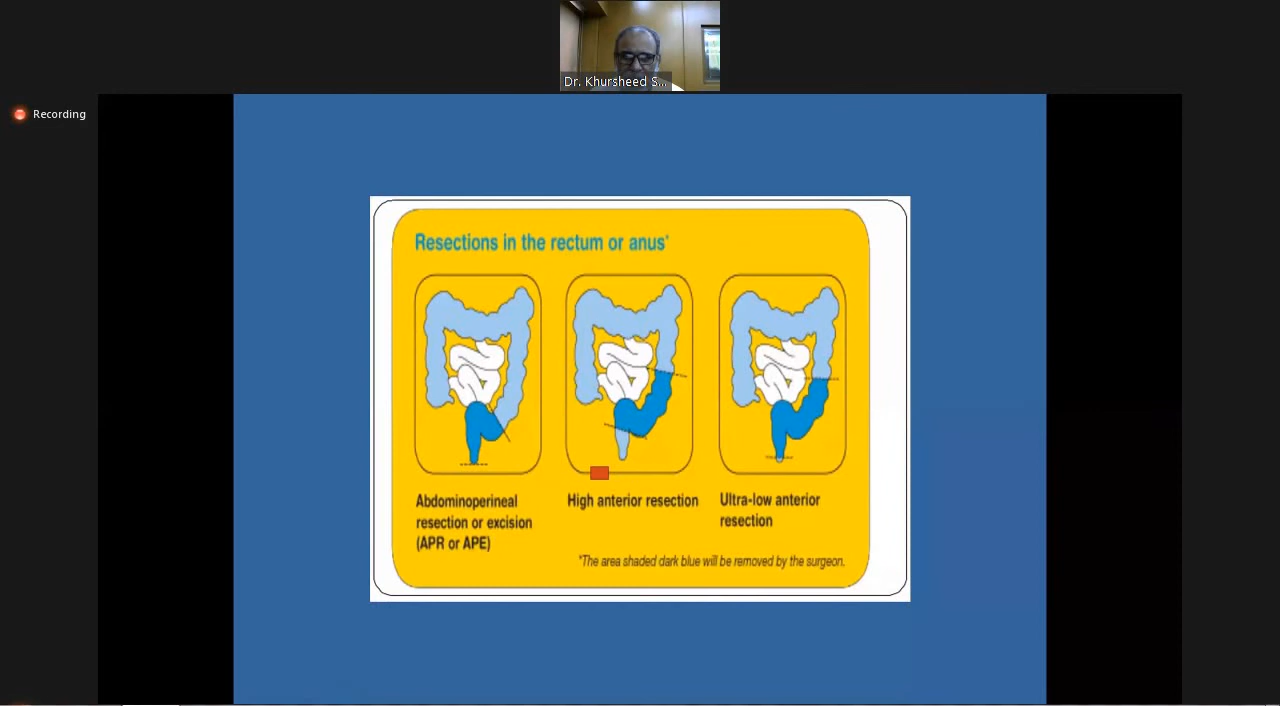 Dr. Khursheed S...
Recording
Resections in the rectum or anus*
Abdominoperineal
resection or excision
(APR or APE)
High anterior resection
Ultra-low anterior
resection
*The area shaded dark blue will be removed by the surgeon.